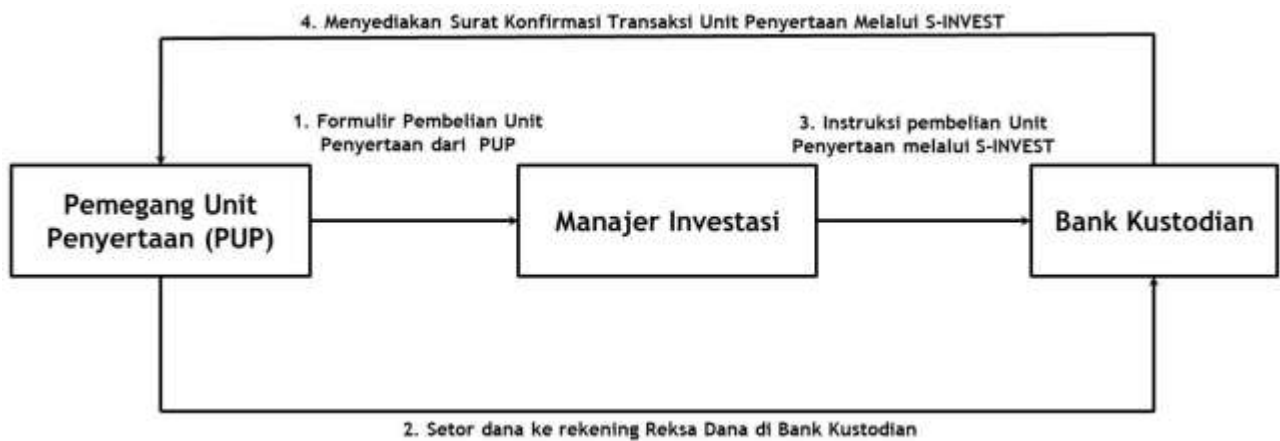 4. Menyediakan Surat Konfirmasi Transaksi Unit Penyertaan Melalui S-INVEST
1. Formulir Pembelian Unit
Penyertaan dari PUP
3. Instruksi pembelian Unit
Penyertaan melalui S-INVEST
Pemegang Unit
Penyertaan (PUP)
Manajer Investasi
Bank Kustodian
2. Setor dana ke rekening Reksa Dana di Bank Kustodian